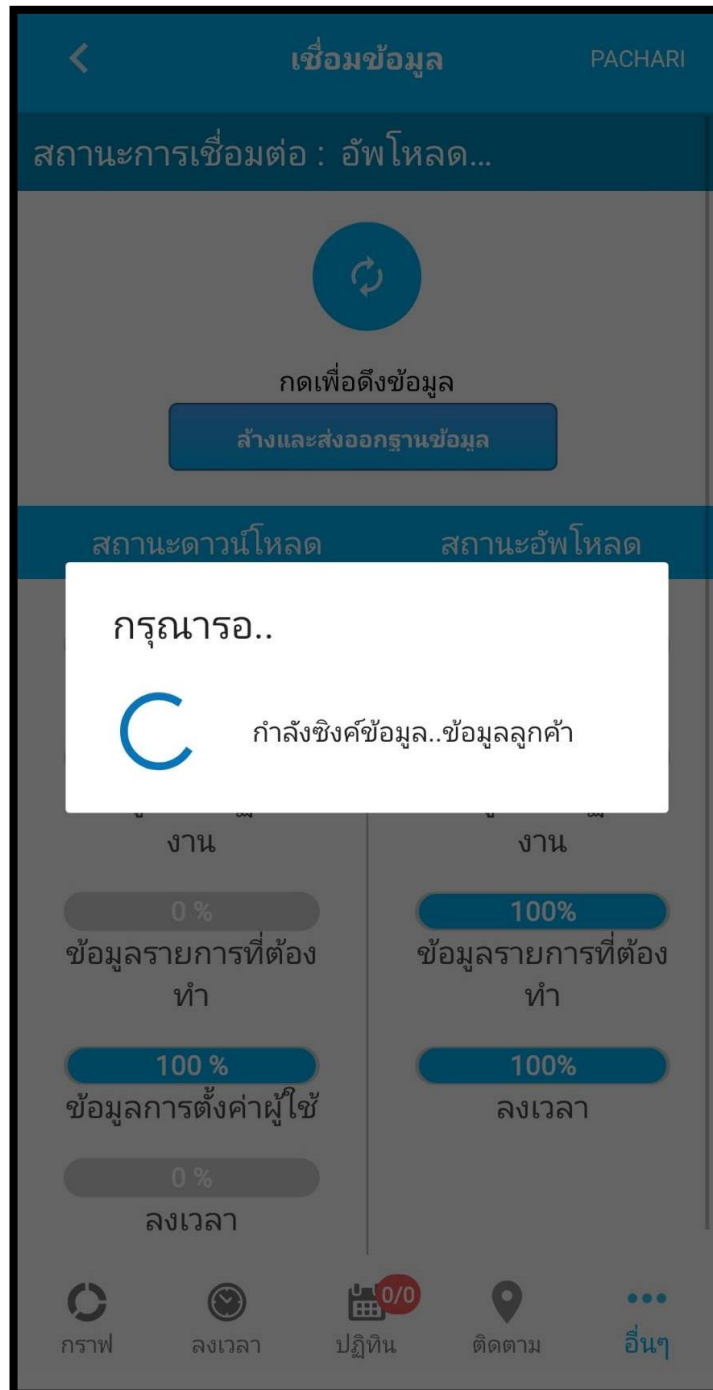 เชื่อมข้อมูล PACHARI
สถานะการเชื่อมต่อ : อัพโหลด...
กดเพื่อดึงข้อมูล
ล้างและส่งออกฐานข้อมูล
สถานะดาวน์โหลด สถานะอัพโหลด
กรุณารอ..
กำลังซิงค์ข้อมูล..ข้อมูลลูกค้า
งาน งาน
0 % 100%
ข้อมูลรายการที่ต้อง ข้อมูลรายการที่ต้อง
ทำ ทำ
100 % 100%
ข้อมูลการตั้งค่าผู้ใช้ ลงเวลา
0 %
ลงเวลา
0/0
กราฟ ลงเวลา ปฏิทิน ติดตาม อื่นๆ